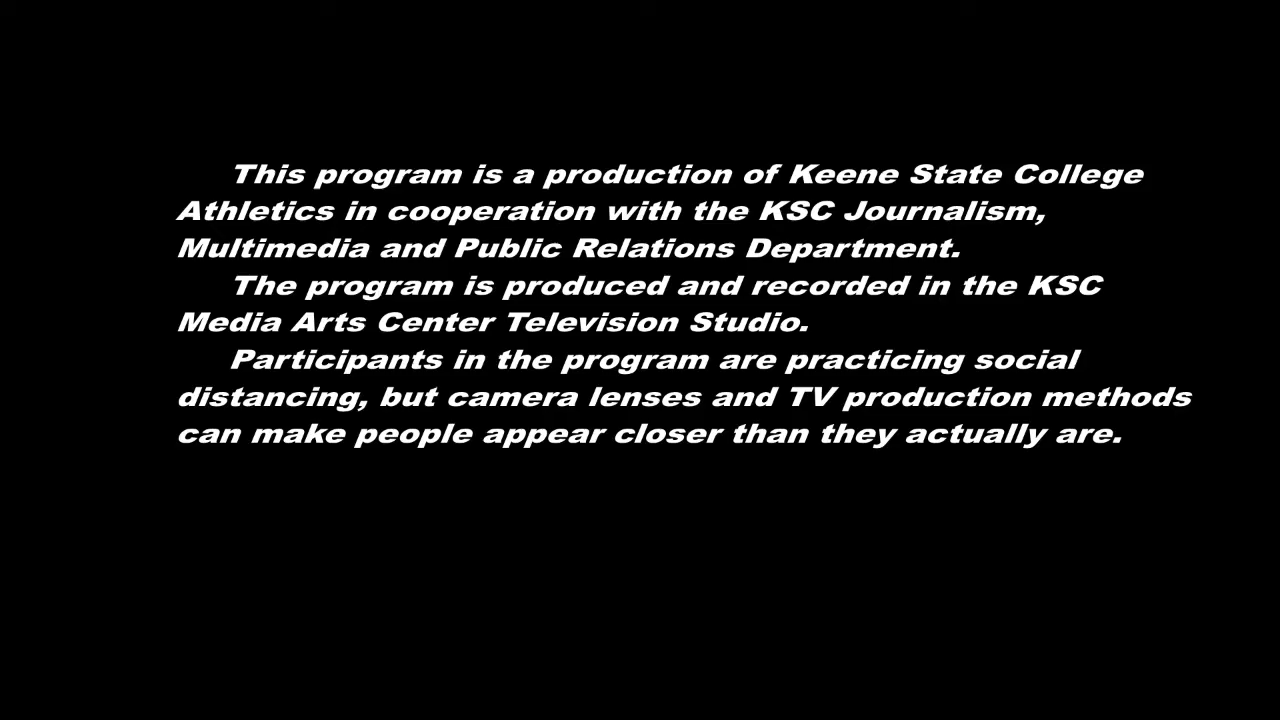 This program is a production of Keene State College
Athletics in cooperation with the KSC Journalism,
Multimedia and Public Relations Department.
The program is produced and recorded in the KSC
Media Arts Center Television Studio.
Participants in the program are practicing social
distancing, but camera lenses and TV production methods
can make people appear closer than they actually are.